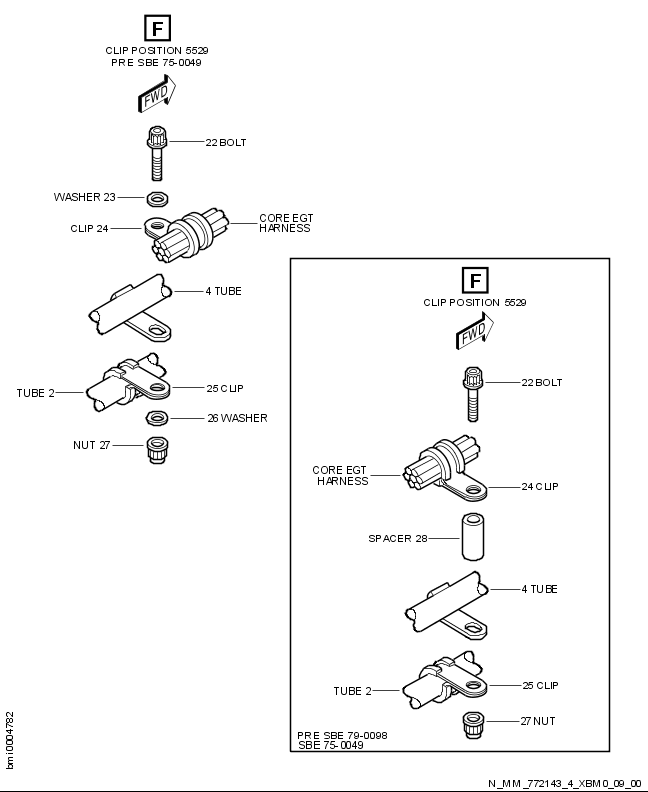 F
CLIP POSITION 5529
PRE SBE 75-0049
FWD
22 BOLT
WASHER 23
CLIP 24
CORE EGT
HARNESS
4 TUBE
TUBE 2
25 CLIP
26 WASHER
NUT 27
F
CLIP POSITION 5529
FWD
22 BOLT
CORE EGT
HARNESS
24 CLIP
SPACER 28
4 TUBE
TUBE 2
25 CLIP
27 NUT
PRE SBE 79-0098
SBE 75-0049
bmi0004782
N_MM_772143_4_XBM0_09_00